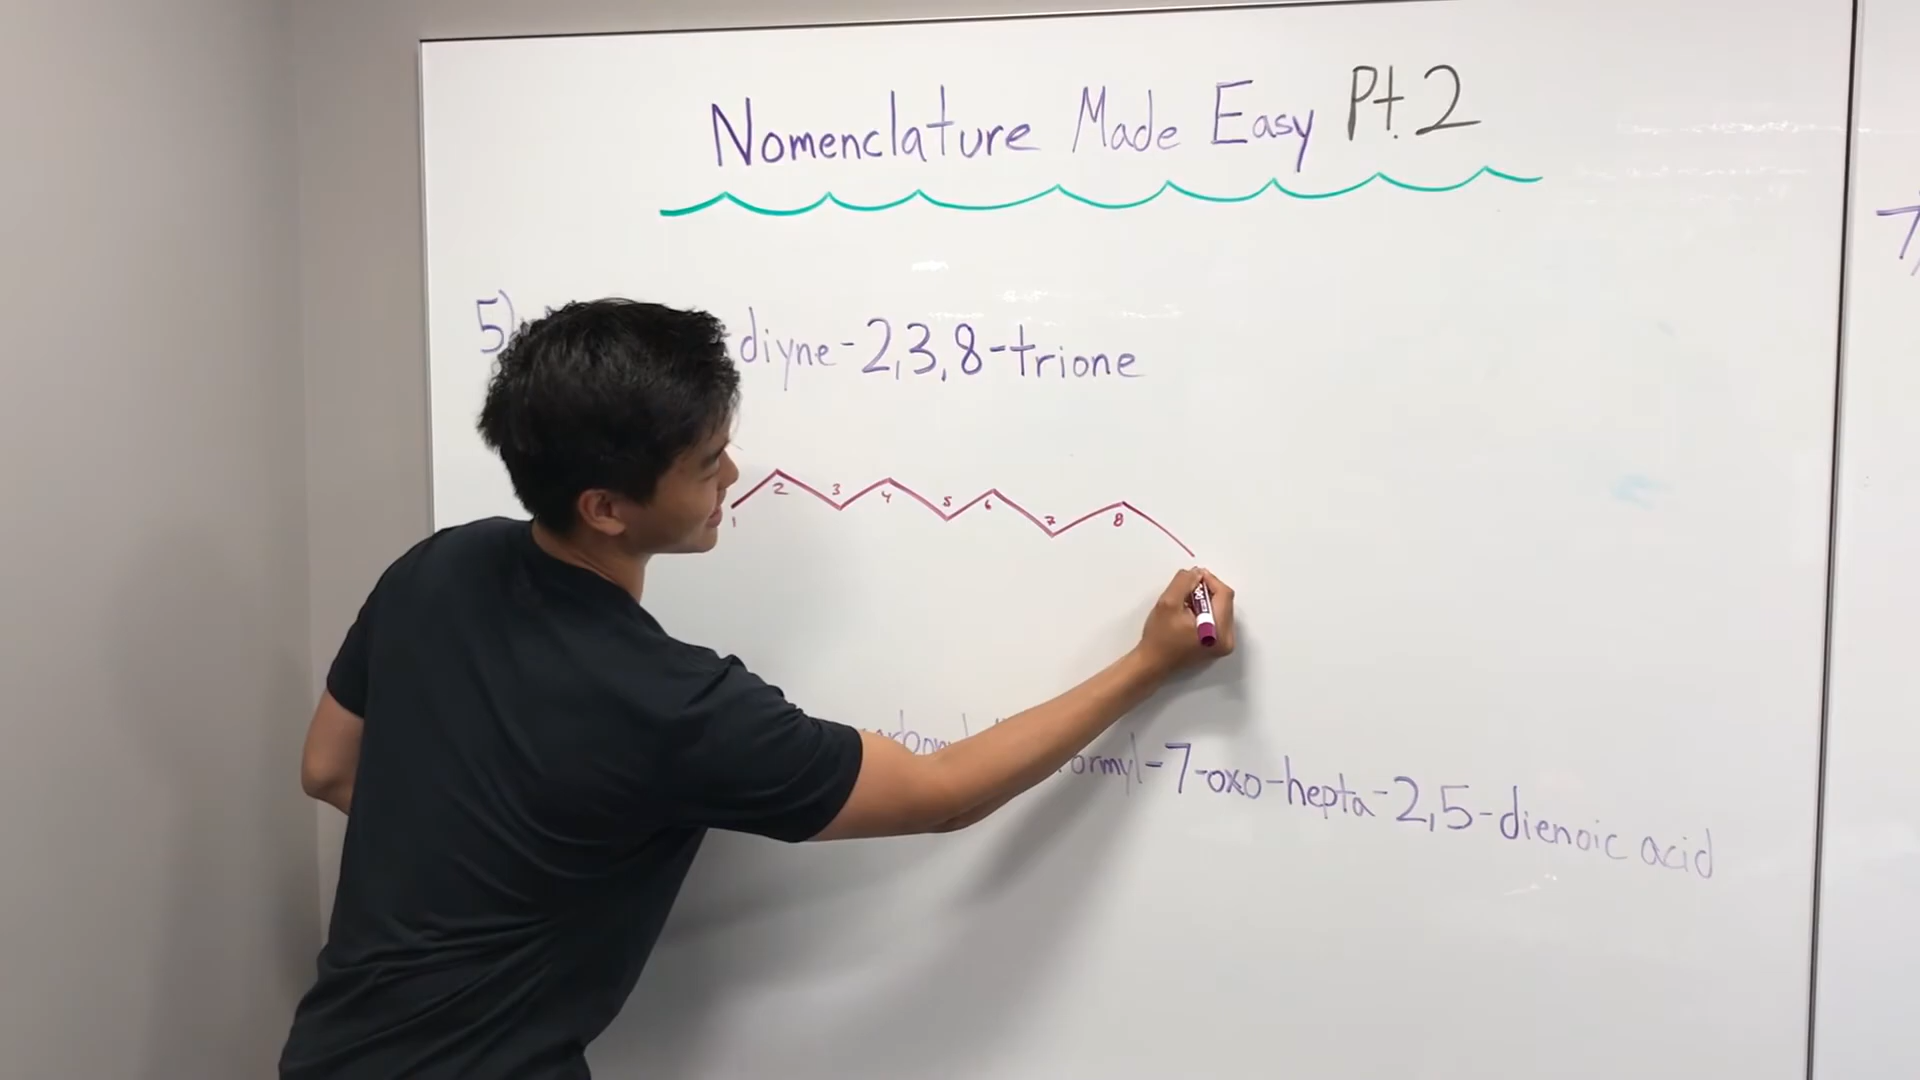 Nomenclature Made Easy Pt. 2
5) diyne-2,3,8-trione
1 2 3 4 5 6 7 8
ormyl-7-oxo-hepta-2,5-dienoic acid
7,